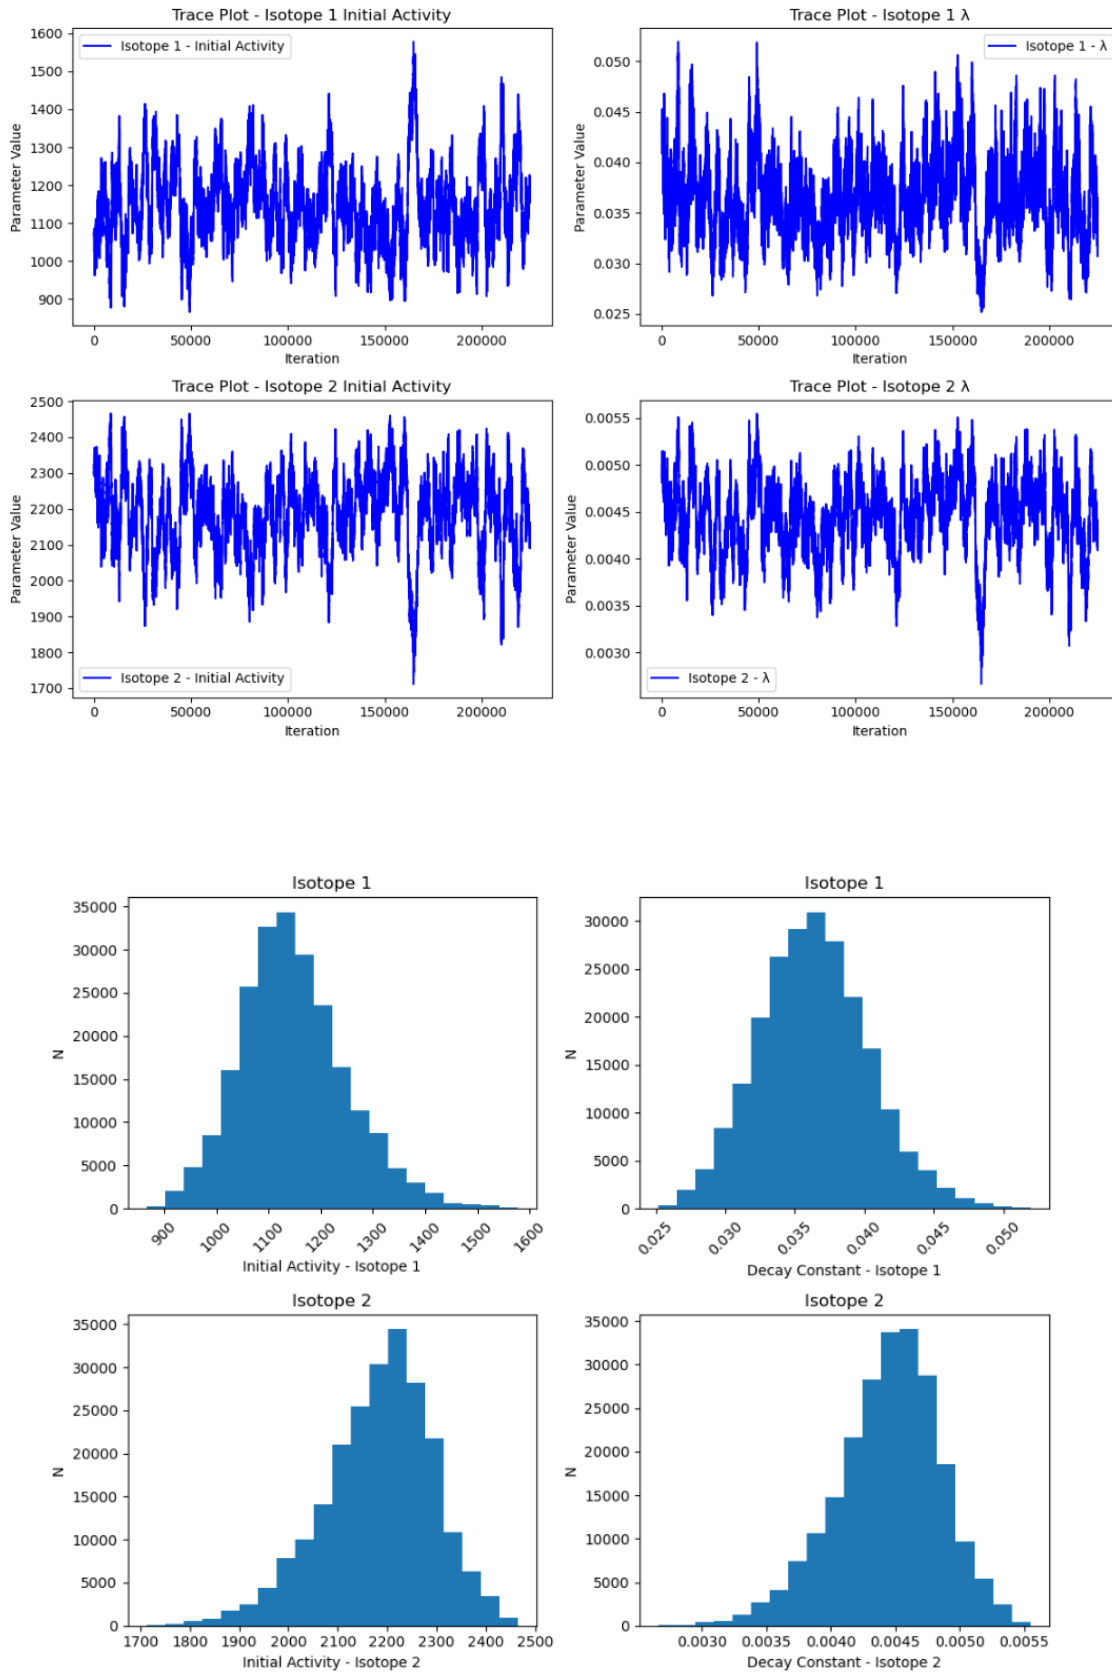 Trace Plot - Isotope 1 Initial Activity
Isotope 1 - Initial Activity
Parameter Value
1600
1500
1400
1300
1200
1100
1000
900
0 50000 100000 150000 200000
Iteration
Trace Plot - Isotope 1 λ
Isotope 1 - λ
Parameter Value
0.050
0.045
0.040
0.035
0.030
0.025
0 50000 100000 150000 200000
Iteration
Trace Plot - Isotope 2 Initial Activity
Parameter Value
2500
2400
2300
2200
2100
2000
1900
1800
1700
Isotope 2 - Initial Activity
0 50000 100000 150000 200000
Iteration
Trace Plot - Isotope 2 λ
Parameter Value
0.0055
0.0050
0.0045
0.0040
0.0035
0.0030
Isotope 2 - λ
0 50000 100000 150000 200000
Iteration
Isotope 1
N
35000
30000
25000
20000
15000
10000
5000
0
900 1000 1100 1200 1300 1400 1500 1600
Initial Activity - Isotope 1
Isotope 1
N
30000
25000
20000
15000
10000
5000
0
0.025 0.030 0.035 0.040 0.045 0.050
Decay Constant - Isotope 1
Isotope 2
N
35000
30000
25000
20000
15000
10000
5000
0
1700 1800 1900 2000 2100 2200 2300 2400 2500
Initial Activity - Isotope 2
Isotope 2
N
35000
30000
25000
20000
15000
10000
5000
0
0.0030 0.0035 0.0040 0.0045 0.0050 0.0055
Decay Constant - Isotope 2